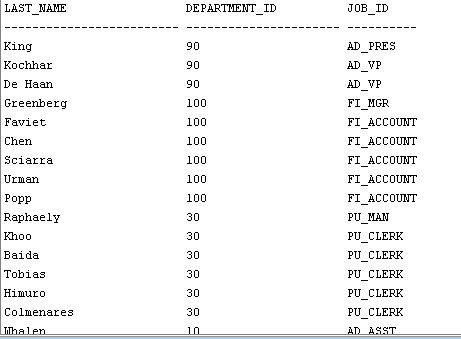 LAST_NAME DEPARTMENT_ID JOB_ID
------------------------- ---------------------- ----------
King 90 AD_PRES
Kochhar 90 AD_VP
De Haan 90 AD_VP
Greenberg 100 FI_MGR
Faviet 100 FI_ACCOUNT
Chen 100 FI_ACCOUNT
Sciarra 100 FI_ACCOUNT
Urman 100 FI_ACCOUNT
Popp 100 FI_ACCOUNT
Raphaely 30 PU_MAN
Khoo 30 PU_CLERK
Baida 30 PU_CLERK
Tobias 30 PU_CLERK
Himuro 30 PU_CLERK
Colmenares 30 PU_CLERK
Whalen 10 AD_ASST